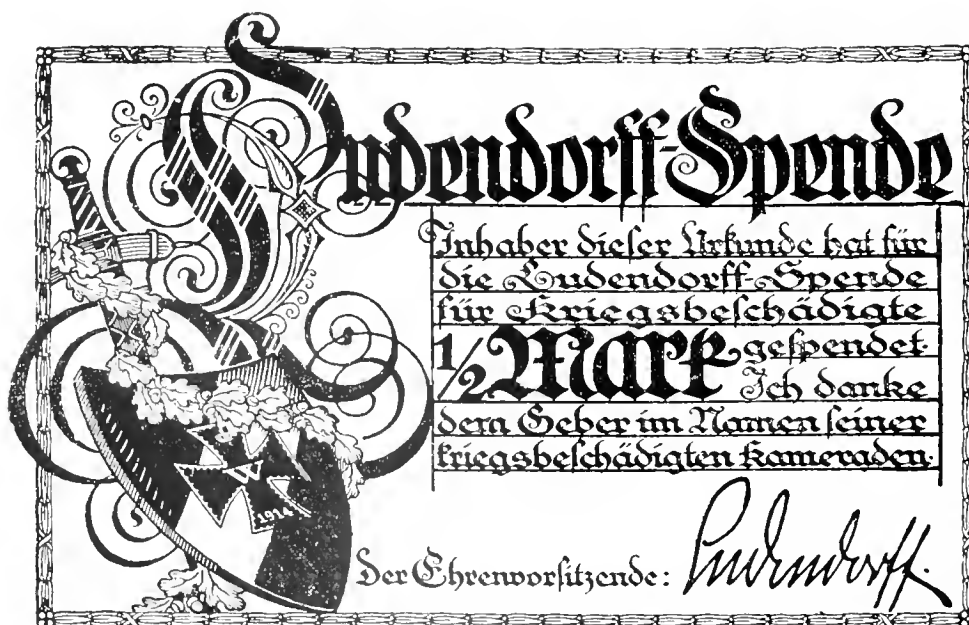 Ludendorff-Spende
Inhaber dieser Urkunde hat für
die Ludendorff-Spende
für Kriegsbeschädigte
1/2 Mark gespendet.
Ich danke
dem Geber im Namen seiner
kriegsbeschädigten Kameraden.
1914
Der Ehrenvorsitzende: Ludendorff.